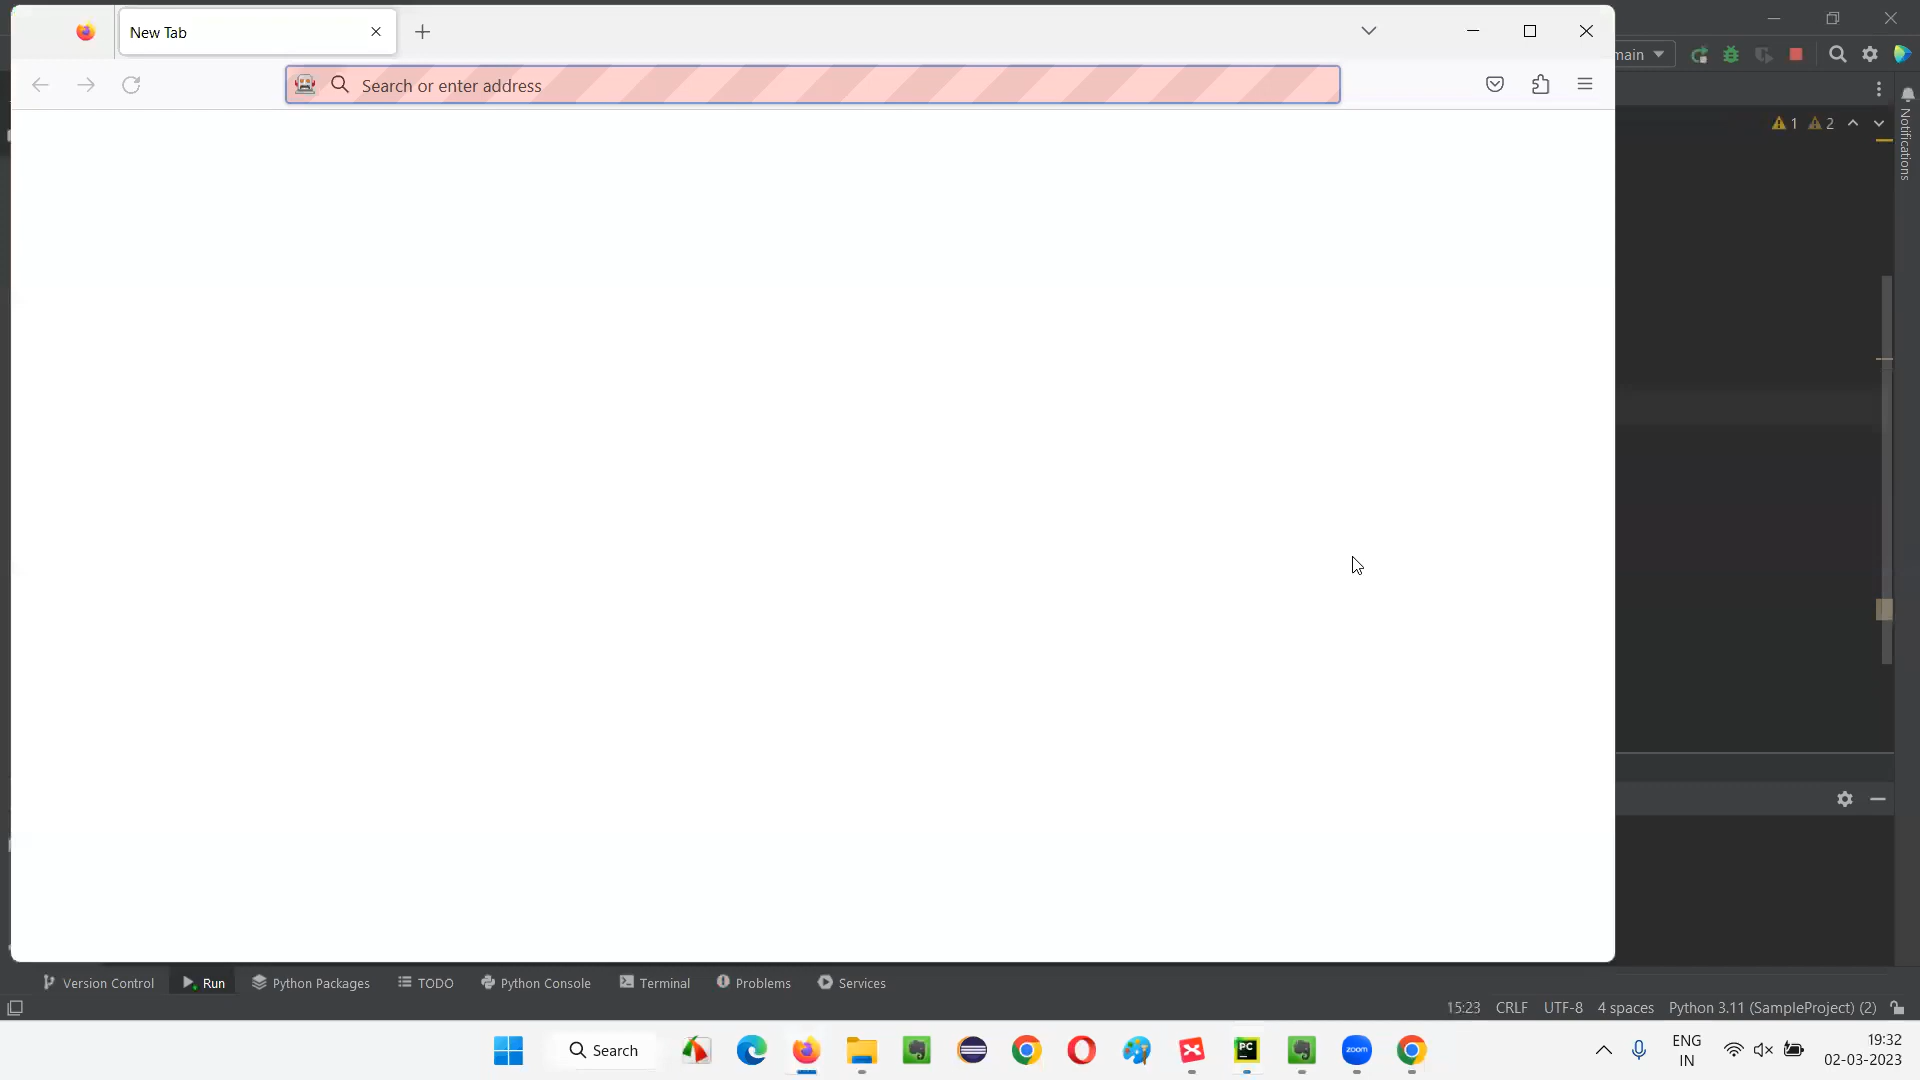 New Tab
main
Search or enter address
1 2
Notifications
Version Control Run Python Packages TODO Python Console Terminal Problems Services
15:23 CRLF UTF-8 4 spaces Python 3.11 (SampleProject) (2)
Search
PC
zoom
ENG
IN
19:32
02-03-2023